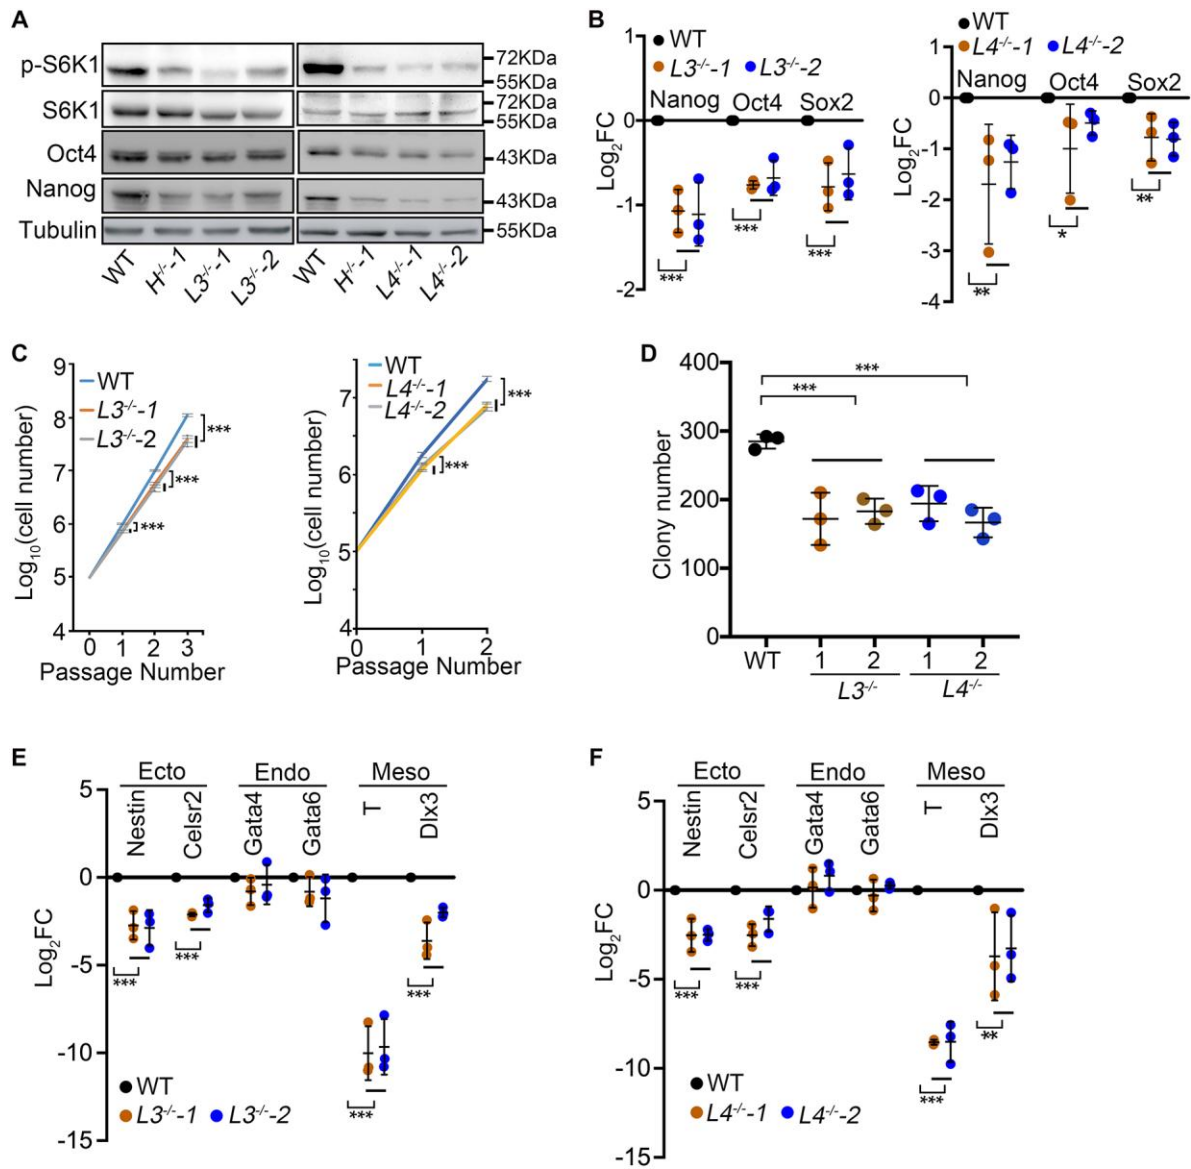 A
p-S6K1
S6K1
Oct4
Nanog
Tubulin
72KDa
55KDa
72KDa
55KDa
43KDa
43KDa
55KDa
WT
H-/--1
L3-/--1
L3-/--2
WT
H-/--1
L4-/--1
L4-/--2
B
WT
L3-/--1
L3-/--2
Nanog
Oct4
Sox2
Log2FC
1
0
-1
-2
***
***
***
WT
L4-/--1
L4-/--2
Nanog
Oct4
Sox2
Log2FC
1
0
-1
-2
-3
-4
**
*
**
C
WT
L3-/--1
L3-/--2
Log10(cell number)
9
8
7
6
5
4
***
***
***
0 1 2 3
Passage Number
WT
L4-/--1
L4-/--2
Log10(cell number)
7
6
5
4
***
***
0 1 2
Passage Number
D
Clony number
400
300
200
100
0
***
***
WT
1 2 1 2
L3-/- L4-/-
E
Ecto Endo Meso
Nestin
Celsr2
Gata4
Gata6
T
Dlx3
Log2FC
5
0
-5
-10
-15
***
***
***
***
WT
L3-/--1 L3-/--2
F
Ecto Endo Meso
Nestin
Celsr2
Gata4
Gata6
T
Dlx3
Log2FC
5
0
-5
-10
-15
***
***
***
**
WT
L4-/--1 L4-/--2